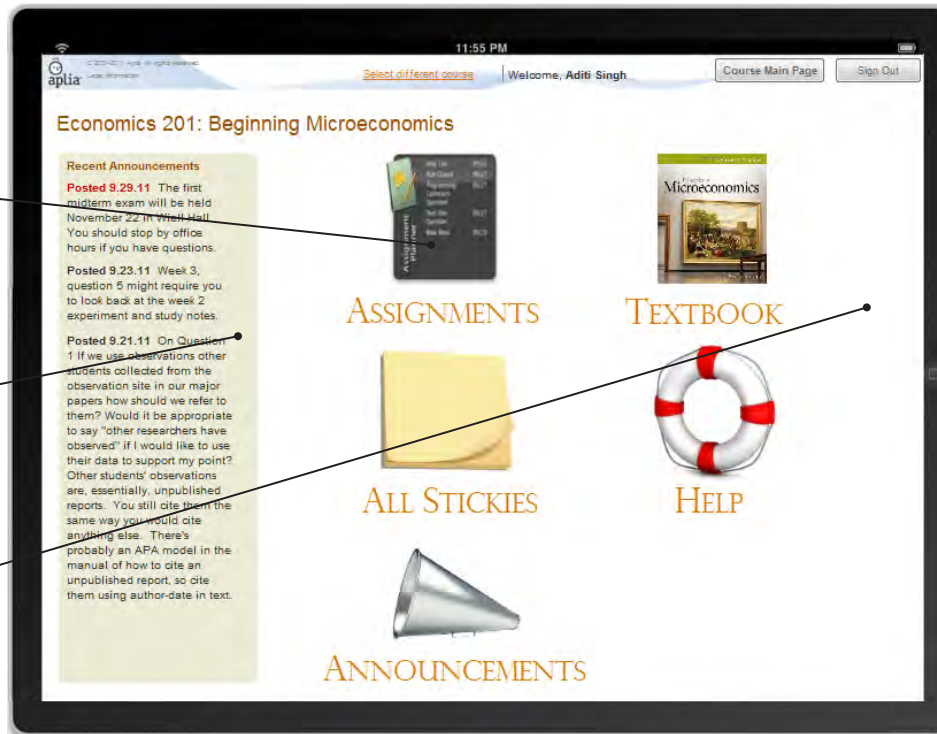 11:55 PM
aplia
Select different course
Welcome, Aditi Singh
Course Main Page
Sign Out
Economics 201: Beginning Microeconomics
Recent Announcements
Posted 9.29.11 The first
midterm exam will be held
November 22 in Wiell Hall
You should stop by office
hours if you have questions.
Posted 9.23.11 Week 3,
question 5 might require you
to look back at the week 2
experiment and study notes.
Posted 9.21.11 On Question
1 If we use observations other
students collected from the
observation site in our major
papers how should we refer to
them? Would it be appropriate
to say "other researchers have
observed" if I would like to use
their data to support my point?
Other students' observations
are, essentially, unpublished
reports. You still cite them the
same way you would cite
anything else. There's
probably an APA model in the
manual of how to cite an
unpublished report, so cite
them using author-date in text.
Assignment
Planner
ASSIGNMENTS
Microeconomics
TEXTBOOK
ALL STICKIES
HELP
ANNOUNCEMENTS